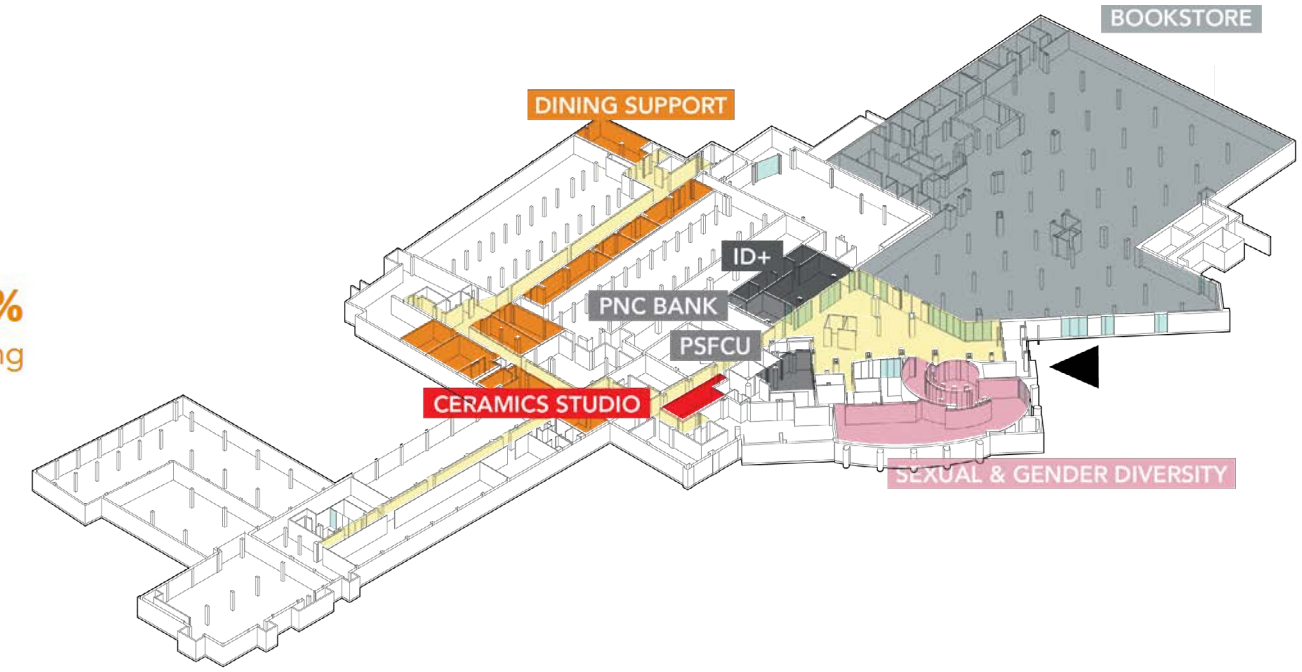 BOOKSTORE
DINING SUPPORT
ID+
PNC BANK
%
ng
PSFCU
CERAMICS STUDIO
SEXUAL & GENDER DIVERSITY